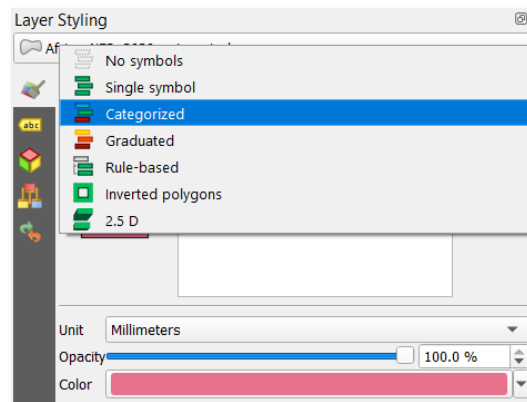 Layer Styling
No symbols
Single symbol
Categorized
Graduated
Rule-based
Inverted polygons
2.5 D
abc
Unit Millimeters
Opacity 100.0 %
Color